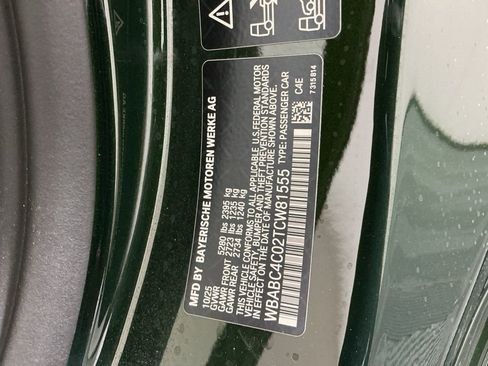 MFD BY BAYERISCHE MOTOREN WERKE AG
10/25
GVWR 5280 lbs 2395 kg
GAWR FRONT 2723 lbs 1235 kg
GAWR REAR 2734 lbs 1240 kg
THIS VEHICLE CONFORMS TO ALL APPLICABLE U.S. FEDERAL MOTOR
VEHICLE SAFETY, BUMPER AND THEFT PREVENTION STANDARDS
IN EFFECT ON THE DATE OF MANUFACTURE SHOWN ABOVE.
WBABC4C02TCW81555 TYPE: PASSENGER CAR
C4E
7315814